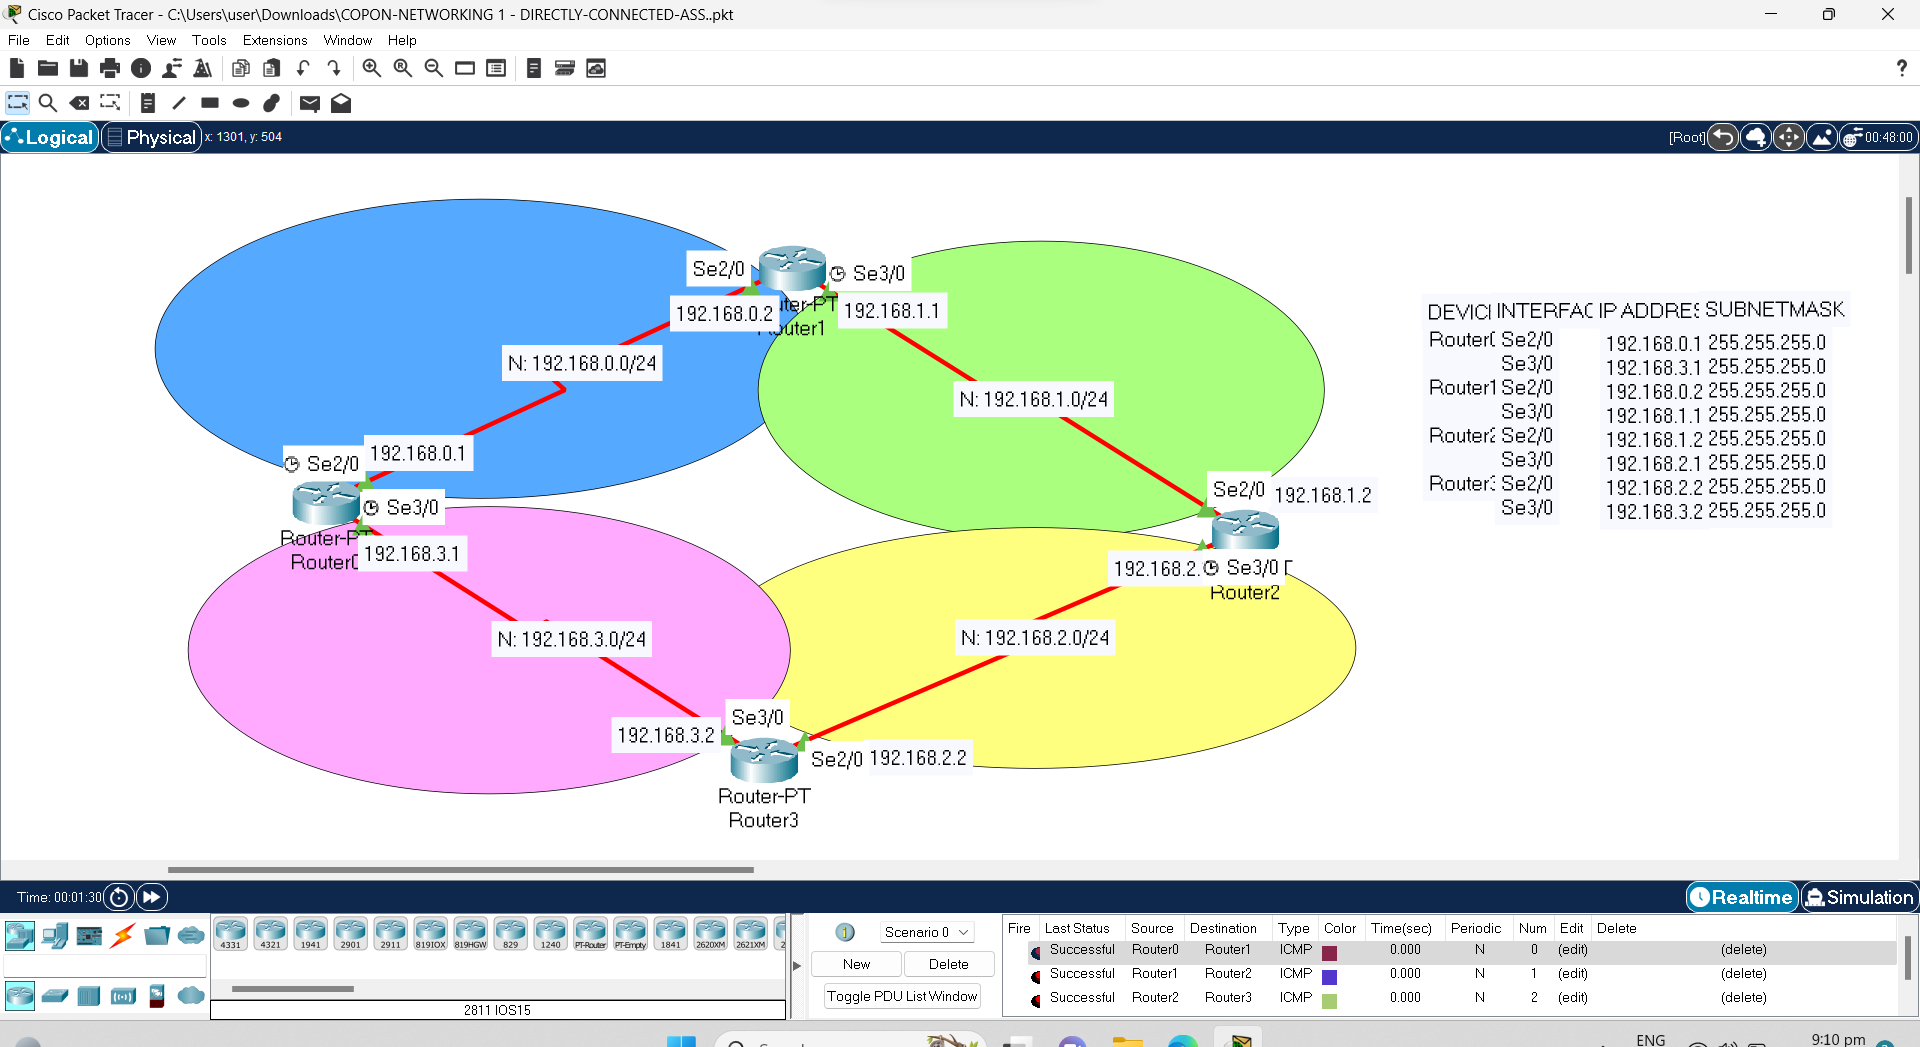 Cisco Packet Tracer - C:\Users\user\Downloads\COPON-NETWORKING 1 - DIRECTLY-CONNECTED-ASS..pkt
File Edit Options View Tools Extensions Window Help
?
Logical Physical x: 1301, y: 504 [Root] 00:48:00
Se2/0
Se3/0
192.168.0.2
192.168.1.1
Router1
N: 192.168.0.0/24
N: 192.168.1.0/24
192.168.0.1
Se2/0
Se3/0
192.168.3.1
Se2/0 192.168.1.2
192.168.2.
Se3/0
Router2
N: 192.168.3.0/24
N: 192.168.2.0/24
Se3/0
192.168.3.2
Se2/0 192.168.2.2
Router-PT
Router3
DEVICI INTERFAC IP ADDRES SUBNETMASK
Router0 Se2/0 192.168.0.1 255.255.255.0
Se3/0 192.168.3.1 255.255.255.0
Router1 Se2/0 192.168.0.2 255.255.255.0
Se3/0 192.168.1.1 255.255.255.0
Router2 Se2/0 192.168.1.2 255.255.255.0
Se3/0 192.168.2.1 255.255.255.0
Router3 Se2/0 192.168.2.2 255.255.255.0
Se3/0 192.168.3.2 255.255.255.0
Time: 00:01:30
Realtime Simulation
4331 4321 1941 2901 2911 819IOX 819HGW 829 1240 PT-Router PT-Empty 1841 2620XM 2621XM 2
2811 IOS15
1 Scenario 0
New Delete
Toggle PDU List Window
Fire Last Status Source Destination Type Color Time(sec) Periodic Num Edit Delete
Successful Router0 Router1 ICMP 0.000 N 0 (edit) (delete)
Successful Router1 Router2 ICMP 0.000 N 1 (edit) (delete)
Successful Router2 Router3 ICMP 0.000 N 2 (edit) (delete)
ENG
9:10 pm